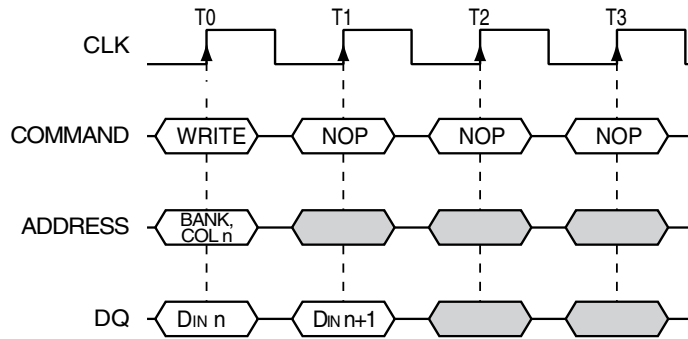 T0 T1 T2 T3
CLK
COMMAND WRITE NOP NOP NOP
ADDRESS BANK,
COL n
DQ DIN n DIN n+1